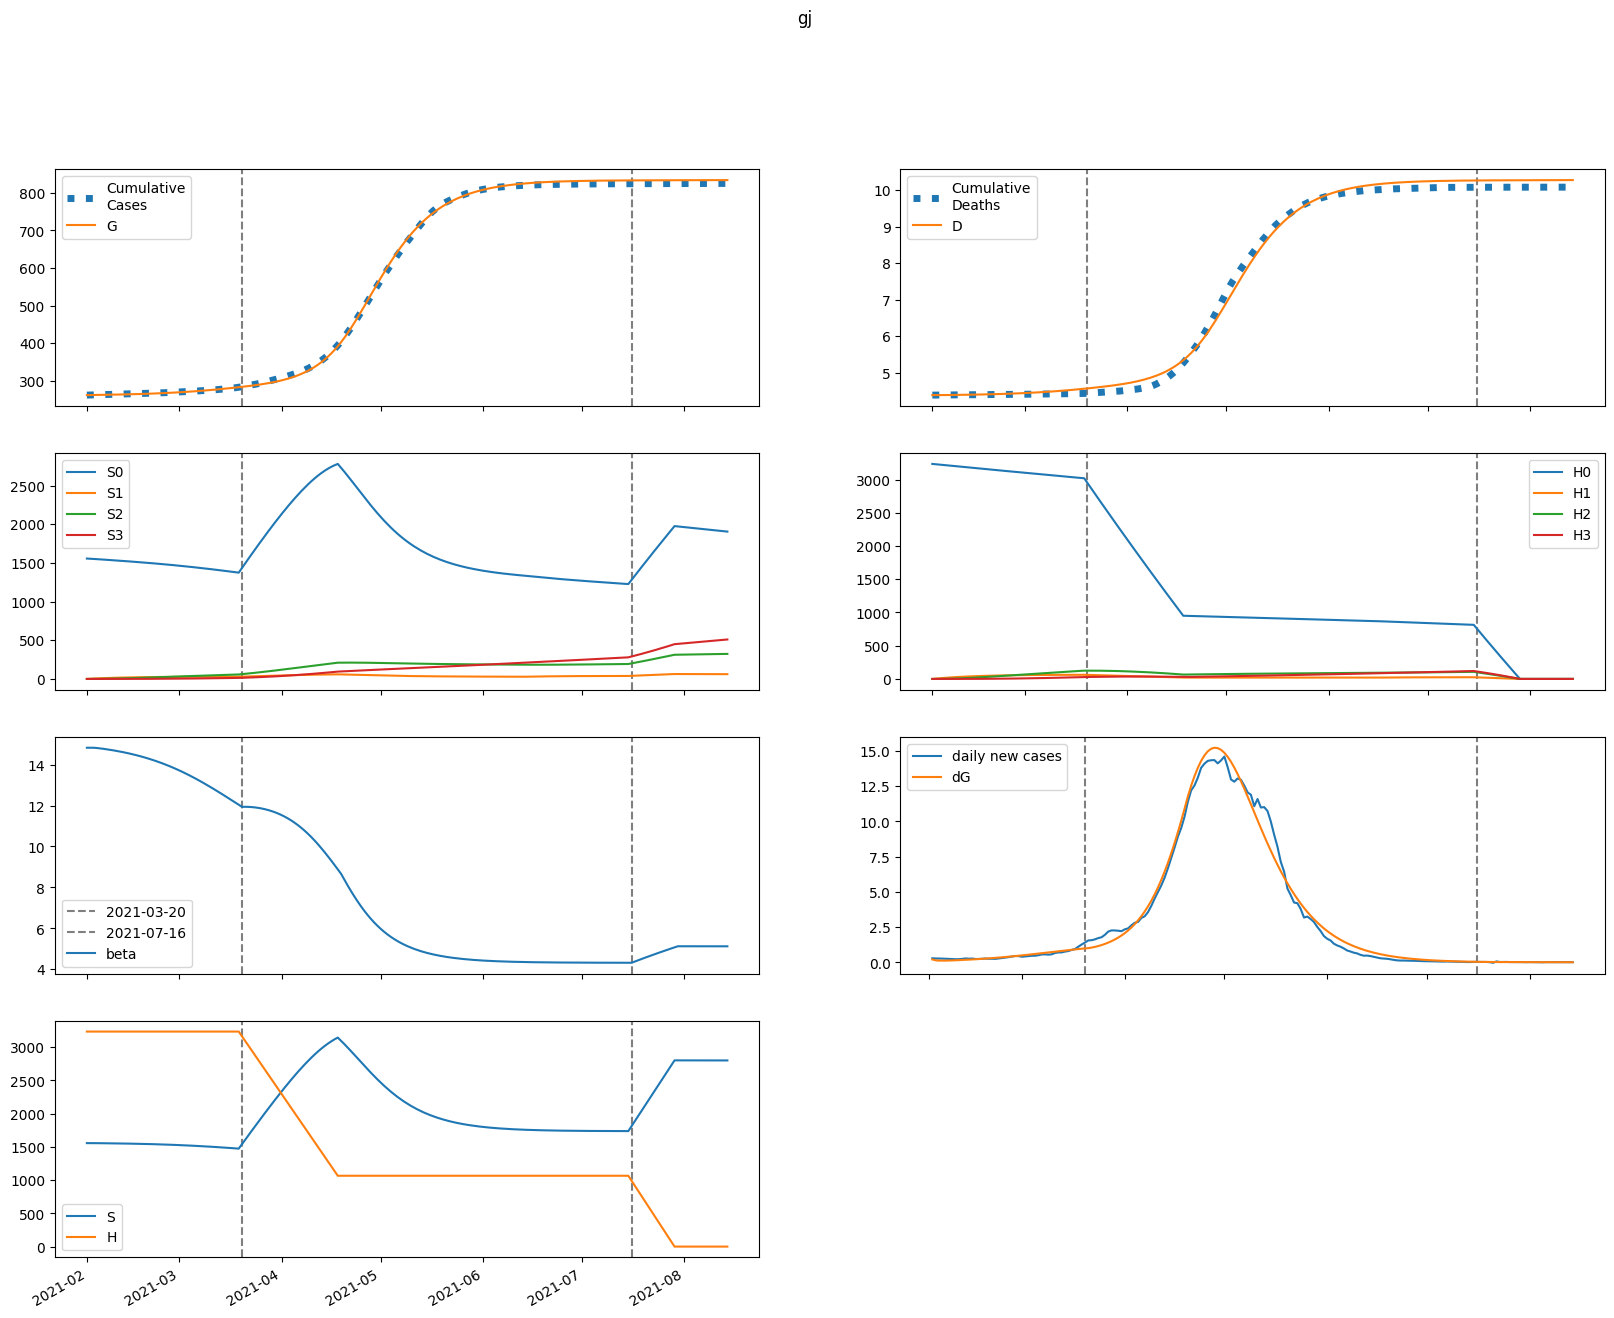 gj
800
700
600
500
400
300
Cumulative
Cases
G
10
9
8
7
6
5
Cumulative
Deaths
D
2500
2000
1500
1000
500
0
S0
S1
S2
S3
3000
2500
2000
1500
1000
500
0
H0
H1
H2
H3
14
12
10
8
6
4
2021-03-20
2021-07-16
beta
15.0
12.5
10.0
7.5
5.0
2.5
0.0
daily new cases
dG
3000
2500
2000
1500
1000
500
0
S
H
2021-02
2021-03
2021-04
2021-05
2021-06
2021-07
2021-08